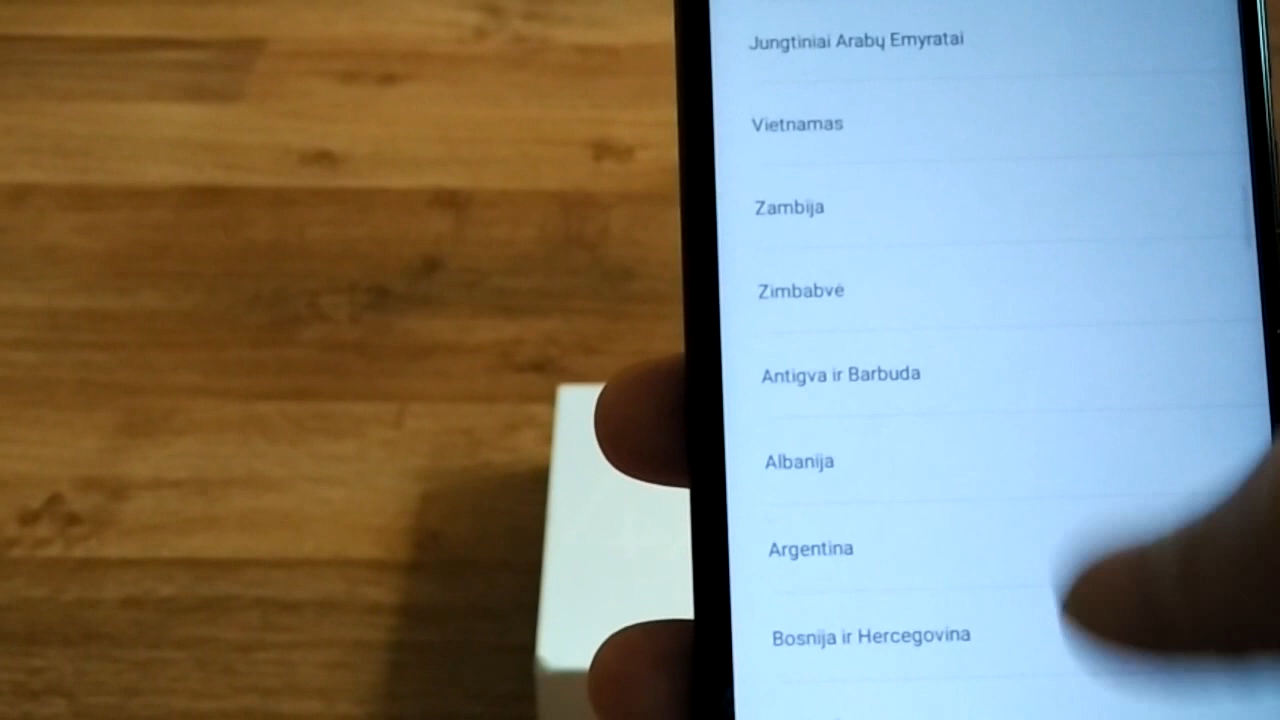 Jungtiniai Arabų Emyratai
Vietnamas
Zambija
Zimbabvė
Antigva ir Barbuda
Albanija
Argentina
Bosnija ir Hercegovina